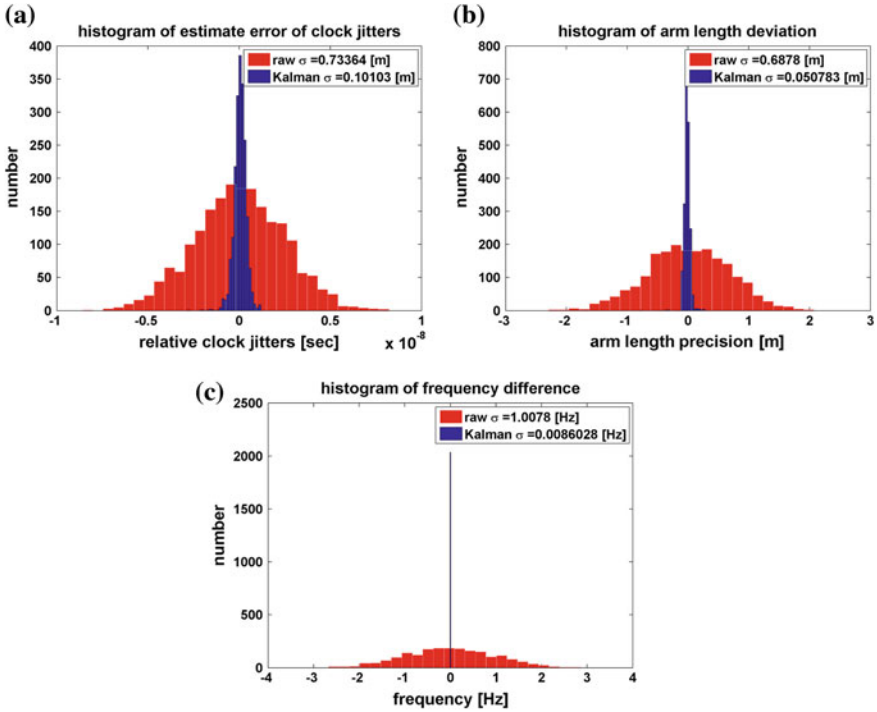 (a)
histogram of estimate error of clock jitters
400
350
300
250
200
150
100
50
0
number
raw σ =0.73364 [m]
Kalman σ =0.10103 [m]
-1
-0.5
0
0.5
1
relative clock jitters [sec]
x 10⁻⁸
(b)
histogram of arm length deviation
800
700
600
500
400
300
200
100
0
number
raw σ =0.6878 [m]
Kalman σ =0.050783 [m]
-3
-2
-1
0
1
2
3
arm length precision [m]
(c)
histogram of frequency difference
2500
2000
1500
1000
500
0
number
raw σ =1.0078 [Hz]
Kalman σ =0.0086028 [Hz]
-4
-3
-2
-1
0
1
2
3
4
frequency [Hz]